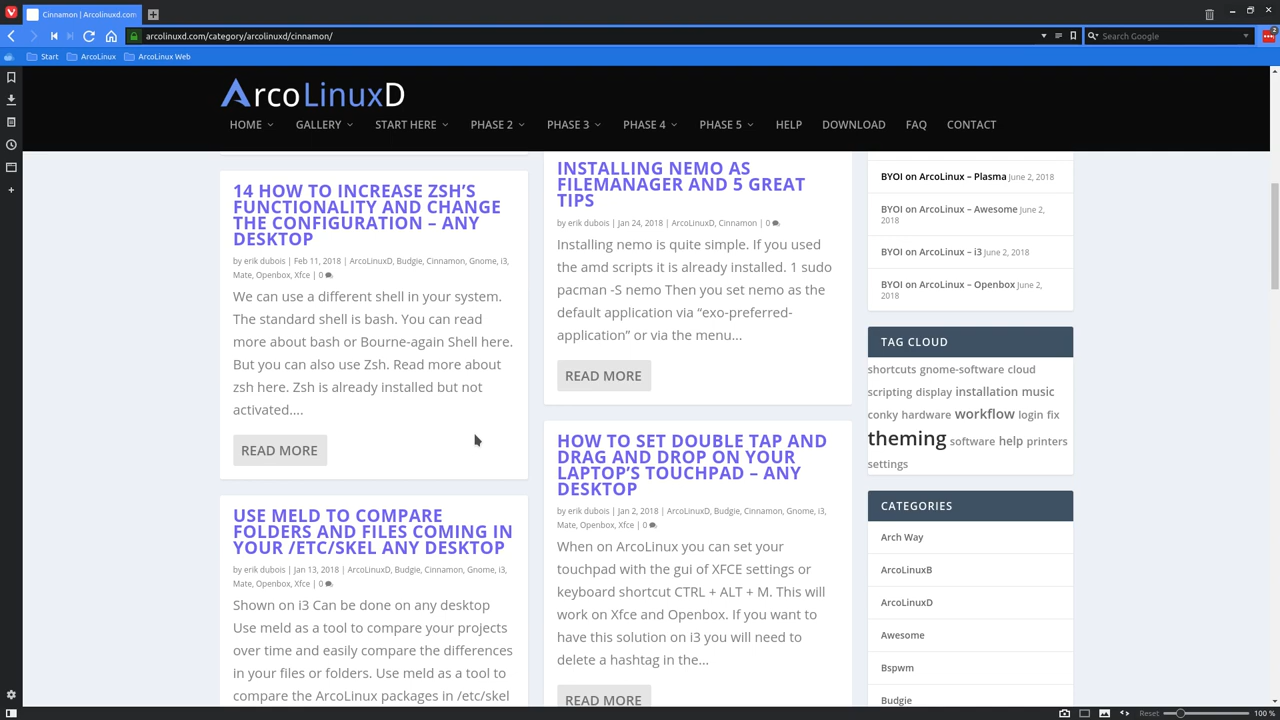 Cinnamon | Arcolinuxd.com
arcolinuxd.com/category/arcolinuxd/cinnamon/
Search Google
2
Start
ArcoLinux
ArcoLinux Web
ArcoLinuxD
HOME
GALLERY
START HERE
PHASE 2
PHASE 3
PHASE 4
PHASE 5
HELP
DOWNLOAD
FAQ
CONTACT
14 HOW TO INCREASE ZSH'S
FUNCTIONALITY AND CHANGE
THE CONFIGURATION – ANY
DESKTOP
by erik dubois | Feb 11, 2018 | ArcoLinuxD, Budgie, Cinnamon, Gnome, i3,
Mate, Openbox, Xfce | 0
We can use a different shell in your system.
The standard shell is bash. You can read
more about bash or Bourne-again Shell here.
But you can also use Zsh. Read more about
zsh here. Zsh is already installed but not
activated....
READ MORE
USE MELD TO COMPARE
FOLDERS AND FILES COMING IN
YOUR /ETC/SKEL ANY DESKTOP
by erik dubois | Jan 13, 2018 | ArcoLinuxD, Budgie, Cinnamon, Gnome, i3,
Mate, Openbox, Xfce | 0
Shown on i3 Can be done on any desktop
Use meld as a tool to compare your projects
over time and easily compare the differences
in your files or folders. Use meld as a tool to
compare the ArcoLinux packages in /etc/skel
INSTALLING NEMO AS
FILEMANAGER AND 5 GREAT
TIPS
by erik dubois | Jan 24, 2018 | ArcoLinuxD, Cinnamon | 0
Installing nemo is quite simple. If you used
the amd scripts it is already installed. 1 sudo
pacman -S nemo Then you set nemo as the
default application via “exo-preferred-
application” or via the menu...
READ MORE
HOW TO SET DOUBLE TAP AND
DRAG AND DROP ON YOUR
LAPTOP'S TOUCHPAD – ANY
DESKTOP
by erik dubois | Jan 2, 2018 | ArcoLinuxD, Budgie, Cinnamon, Gnome, i3,
Mate, Openbox, Xfce | 0
When on ArcoLinux you can set your
touchpad with the gui of XFCE settings or
keyboard shortcut CTRL + ALT + M. This will
work on Xfce and Openbox. If you want to
have this solution on i3 you will need to
delete a hashtag in the...
READ MORE
BYOI on ArcoLinux – Plasma June 2, 2018
BYOI on ArcoLinux – Awesome June 2,
2018
BYOI on ArcoLinux – i3 June 2, 2018
BYOI on ArcoLinux – Openbox June 2,
2018
TAG CLOUD
shortcuts gnome-software cloud
scripting display installation music
conky hardware workflow login fix
theming software help printers
settings
CATEGORIES
Arch Way
ArcoLinuxB
ArcoLinuxD
Awesome
Bspwm
Budgie
Reset
100 %